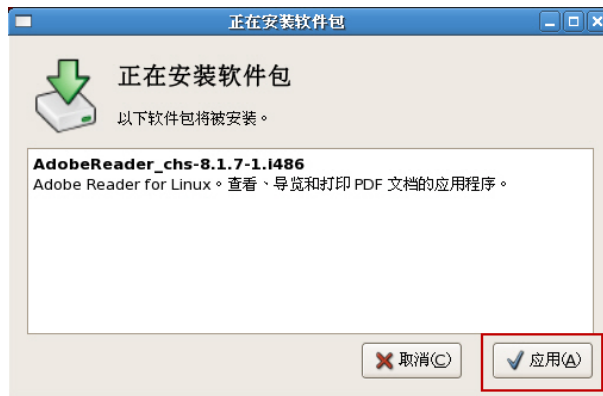 正在安装软件包
正在安装软件包
以下软件包将被安装。
AdobeReader_chs-8.1.7-1.i486
Adobe Reader for Linux。查看、导览和打印 PDF 文档的应用程序。
取消(C) 应用(A)